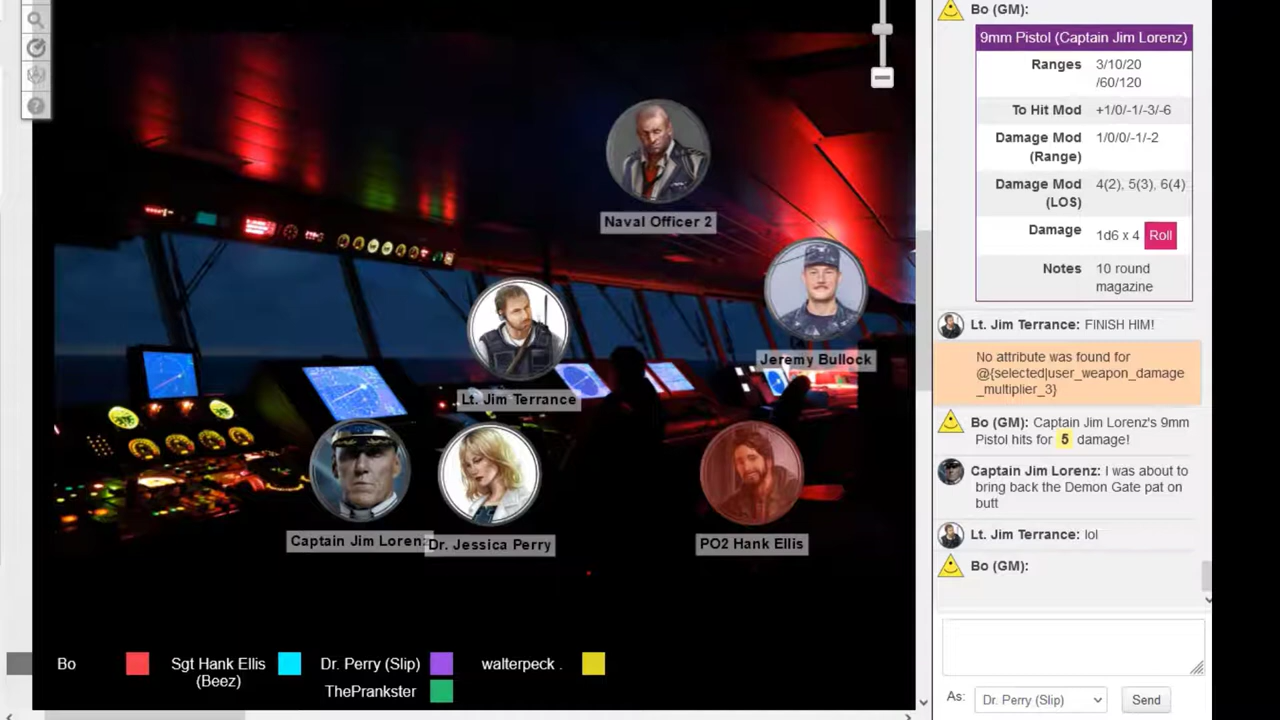 Naval Officer 2
Jeremy Bullock
Lt. Jim Terrance
Captain Jim Lorenz
Dr. Jessica Perry
PO2 Hank Ellis
Bo
Sgt Hank Ellis
(Beez)
Dr. Perry (Slip)
walterpeck .
ThePrankster
Bo (GM):
9mm Pistol (Captain Jim Lorenz)
Ranges 3/10/20
/60/120
To Hit Mod +1/0/-1/-3/-6
Damage Mod 1/0/0/-1/-2
(Range)
Damage Mod 4(2), 5(3), 6(4)
(LOS)
Damage 1d6 x 4 Roll
Notes 10 round
magazine
Lt. Jim Terrance: FINISH HIM!
No attribute was found for
@{selected|user_weapon_damage
_multiplier_3}
Bo (GM): Captain Jim Lorenz's 9mm
Pistol hits for 5 damage!
Captain Jim Lorenz: I was about to
bring back the Demon Gate pat on
butt
Lt. Jim Terrance: lol
Bo (GM):
As: Dr. Perry (Slip) Send